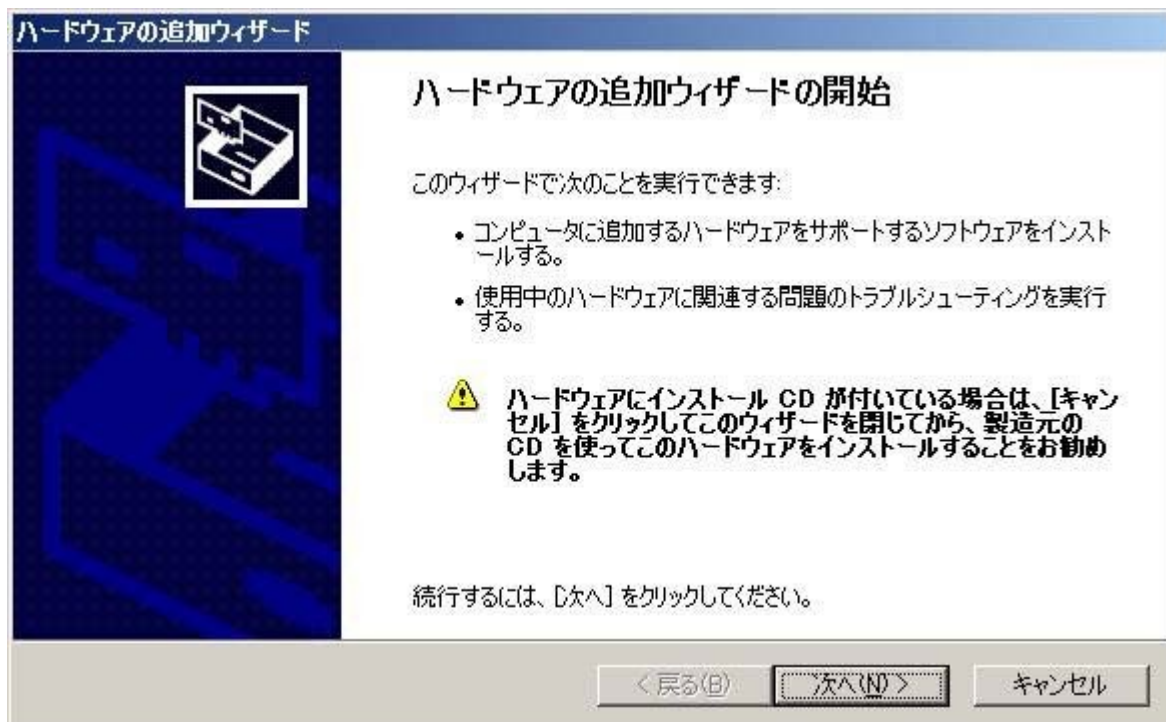 ハードウェアの追加ウィザード
ハードウェアの追加ウィザードの開始
このウィザードで次のことを実行できます:
• コンピュータに追加するハードウェアをサポートするソフトウェアをインスト
ールする。
• 使用中のハードウェアに関連する問題のトラブルシューティングを実行
する。
ハードウェアにインストール CD が付いている場合は、[キャン
セル] をクリックしてこのウィザードを閉じてから、製造元の
CD を使ってこのハードウェアをインストールすることをお勧め
します。
続行するには、[次へ] をクリックしてください。
< 戻る(B)
次へ(N) >
キャンセル